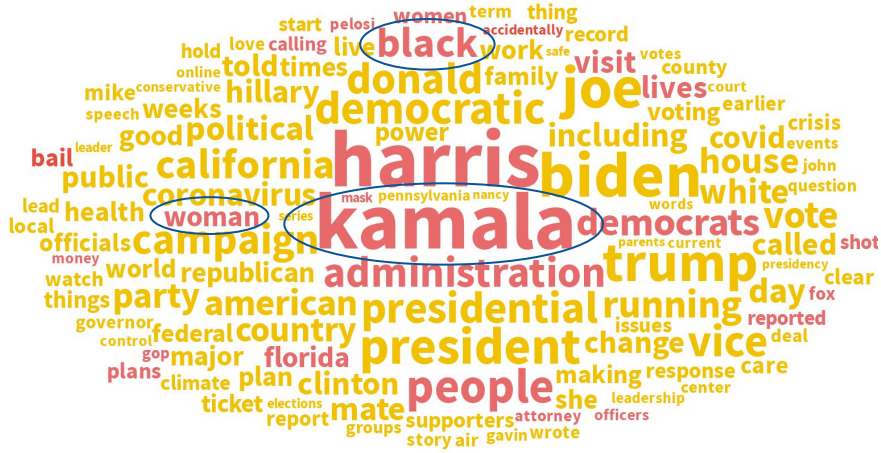 women term thing
start pelosi accidentally record
hold love calling live black work safe
online told times donald family visit votes county
mike conservative hillary joe lives court
speech weeks democratic voting earlier
leader good political power including covid crisis events
bail california harris biden house john
public coronavirus mask pennsylvania nancy white question
lead health woman series kamala words vote
local democrats
officials campaign parents current called shot
money administration trump presidency
watch world republican clear
things party american presidential running day fox
governor reported
control federal country issues deal
gop major florida president change vice
plans climate plan clinton people making response care
leadership center
ticket elections mate she
report supporters attorney officers
groups story air gavin wrote